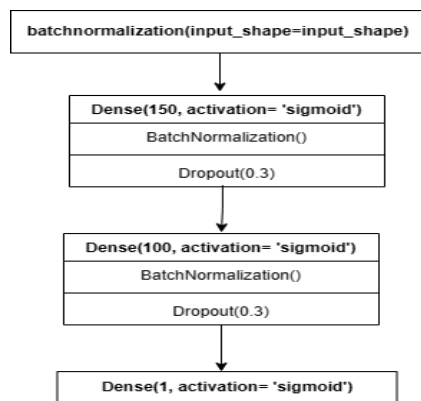 batchnormalization(input_shape=input_shape)
Dense(150, activation= 'sigmoid')
BatchNormalization()
Dropout(0.3)
Dense(100, activation= 'sigmoid')
BatchNormalization()
Dropout(0.3)
Dense(1, activation= 'sigmoid')